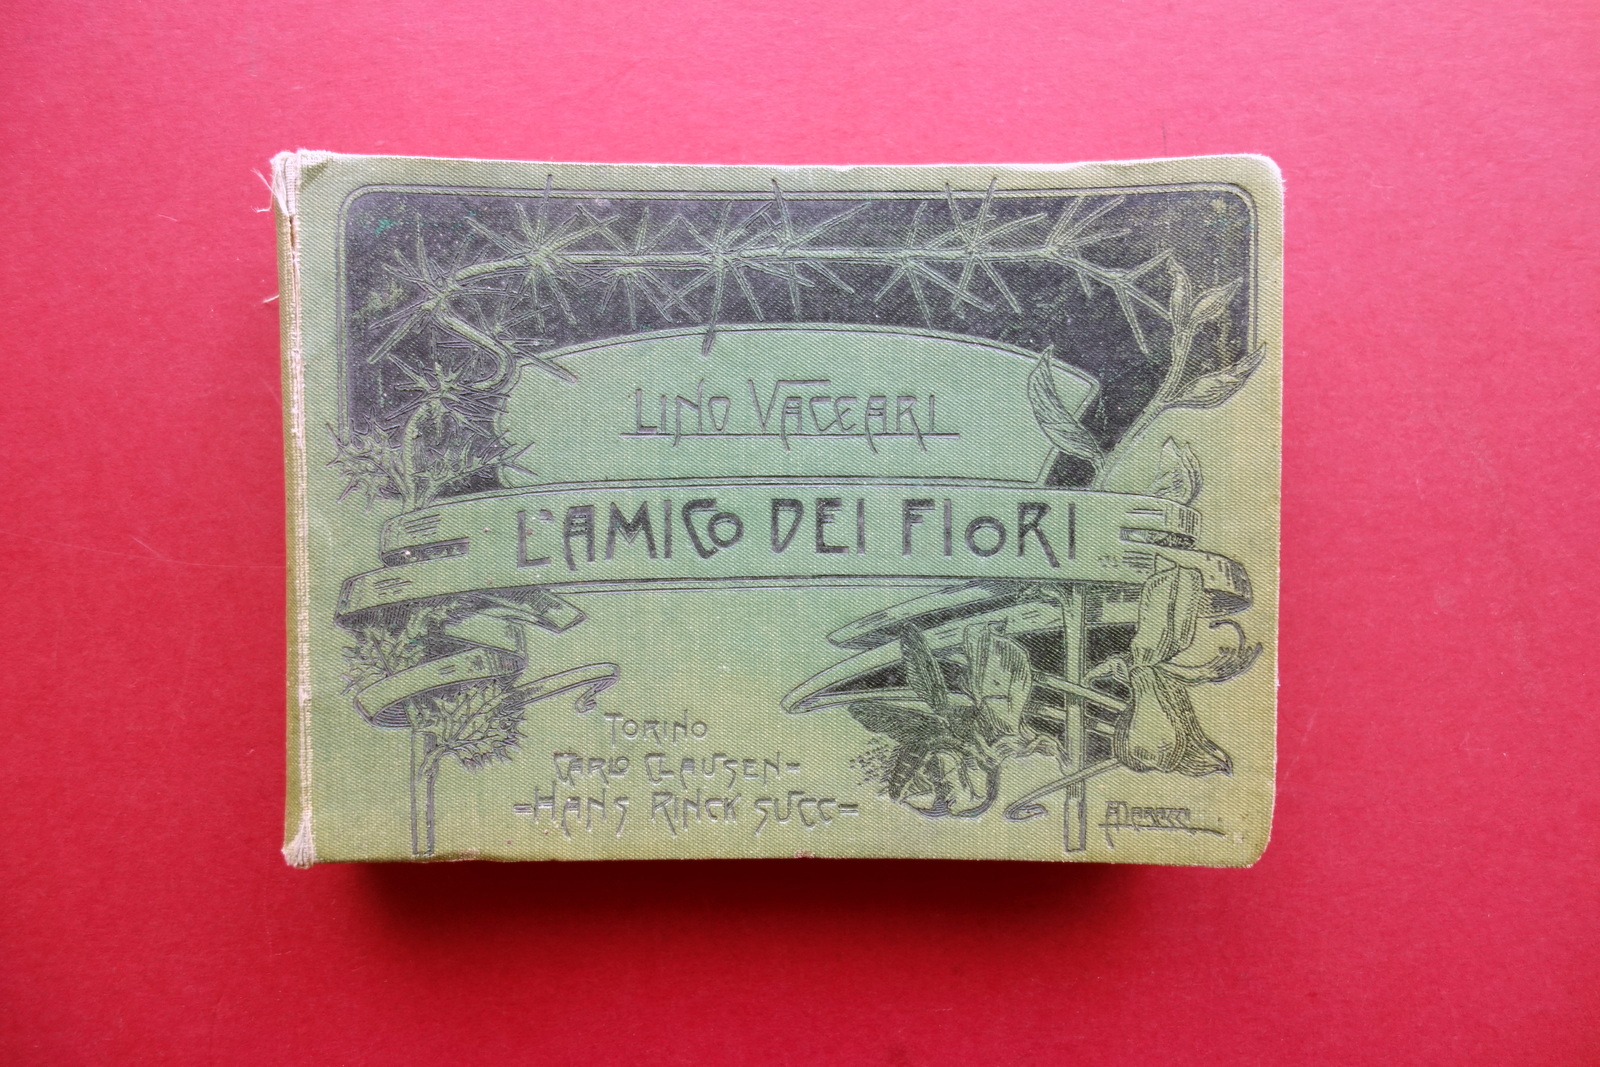 LINO VACCARI
L'AMICO DEI FIORI
TORINO
CARLO CLAUSEN-
-HANS RINCK SUCC-